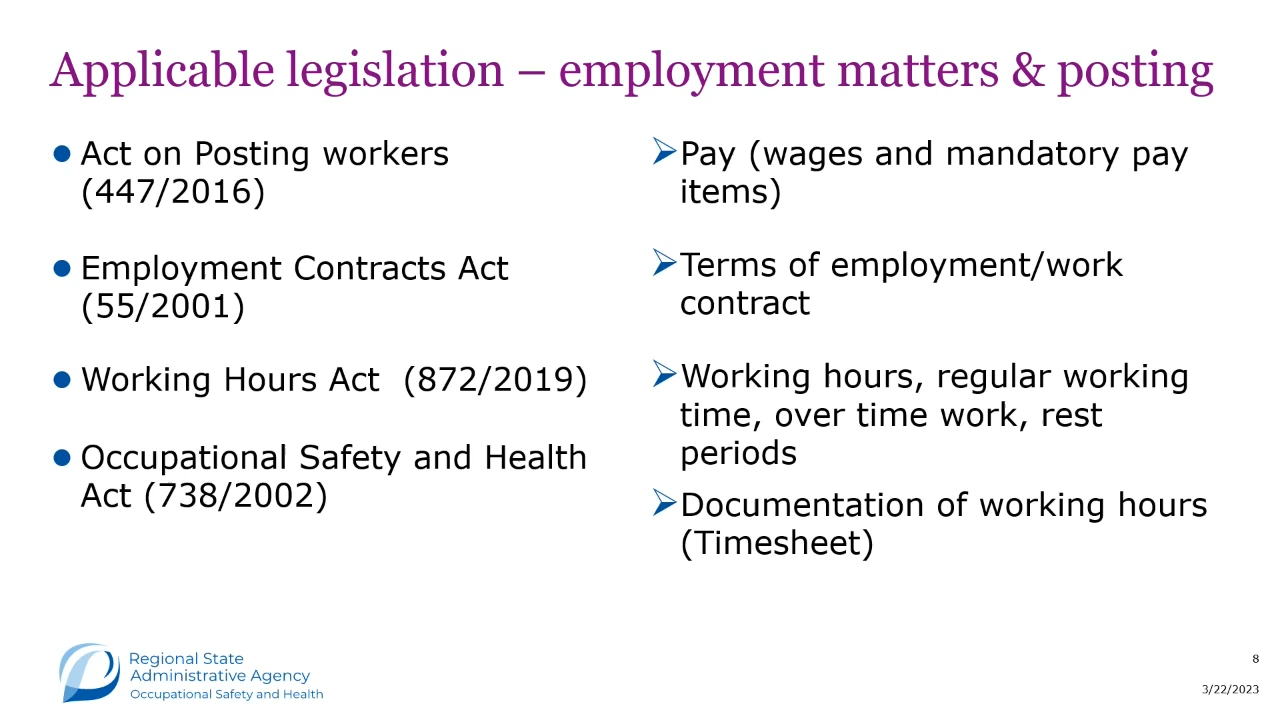 Applicable legislation – employment matters & posting
Act on Posting workers
(447/2016)
Employment Contracts Act
(55/2001)
Working Hours Act  (872/2019)
Occupational Safety and Health
Act (738/2002)
Pay (wages and mandatory pay
items)
Terms of employment/work
contract
Working hours, regular working
time, over time work, rest
periods
Documentation of working hours
(Timesheet)
Regional State
Administrative Agency
Occupational Safety and Health
8
3/22/2023